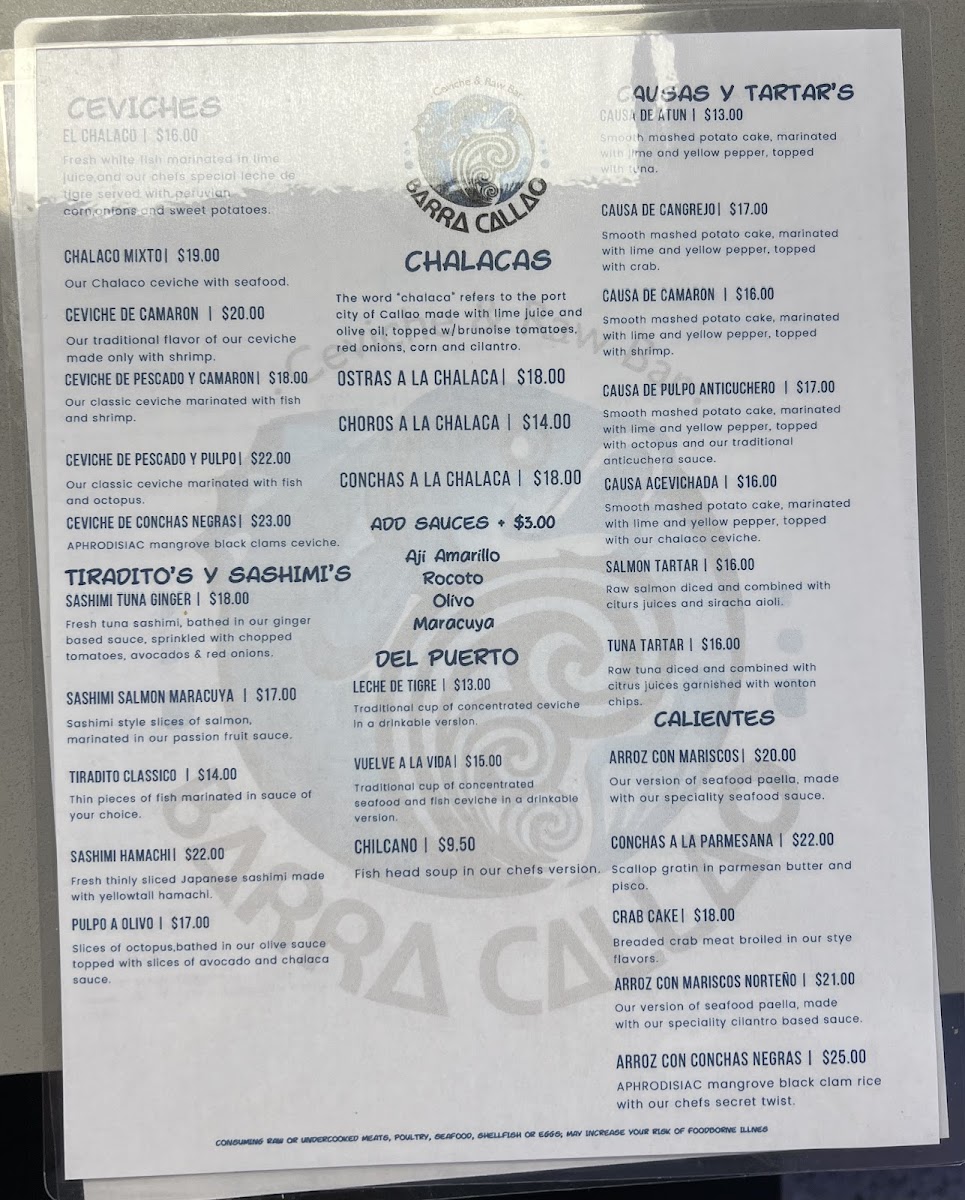 CEVICHES
EL CHALACO | $16.00
Fresh white fish marinated in lime
juice,and our chefs special leche de
tigre served with peruvian
corn,onions and sweet potatoes.
CHALACO MIXTO| $19.00
Our Chalaco ceviche with seafood.
CEVICHE DE CAMARON | $20.00
Our traditional flavor of our ceviche
made only with shrimp.
CEVICHE DE PESCADO Y CAMARON| $18.00
Our classic ceviche marinated with fish
and shrimp.
CEVICHE DE PESCADO Y PULPO| $22.00
Our classic ceviche marinated with fish
and octopus.
CEVICHE DE CONCHAS NEGRAS| $23.00
APHRODISIAC mangrove black clams ceviche.
TIRADITO'S Y SASHIMI'S
SASHIMI TUNA GINGER | $18.00
Fresh tuna sashimi, bathed in our ginger
based sauce, sprinkled with chopped
tomatoes, avocados & red onions.
SASHIMI SALMON MARACUYA | $17.00
Sashimi style slices of salmon,
marinated in our passion fruit sauce.
TIRADITO CLASSICO | $14.00
Thin pieces of fish marinated in sauce of
your choice.
SASHIMI HAMACHI| $22.00
Fresh thinly sliced Japanese sashimi made
with yellowtail hamachi.
PULPO A OLIVO | $17.00
Slices of octopus,bathed in our olive sauce
topped with slices of avocado and chalaca
sauce.
Ceviche & Raw Bar
BARRA CALLAO
CHALACAS
The word "chalaca" refers to the port
city of Callao made with lime juice and
olive oil, topped w/brunoise tomatoes,
red onions, corn and cilantro.
OSTRAS A LA CHALACA| $18.00
CHOROS A LA CHALACA | $14.00
CONCHAS A LA CHALACA | $18.00
ADD SAUCES + $3.00
Aji Amarillo
Rocoto
Olivo
Maracuya
DEL PUERTO
LECHE DE TIGRE | $13.00
Traditional cup of concentrated ceviche
in a drinkable version.
VUELVE A LA VIDA| $15.00
Traditional cup of concentrated
seafood and fish ceviche in a drinkable
version.
CHILCANO | $9.50
Fish head soup in our chefs version.
CAUSAS Y TARTAR'S
CAUSA DE ATUN | $13.00
Smooth mashed potato cake, marinated
with lime and yellow pepper, topped
with tuna.
CAUSA DE CANGREJO| $17.00
Smooth mashed potato cake, marinated
with lime and yellow pepper, topped
with crab.
CAUSA DE CAMARON | $16.00
Smooth mashed potato cake, marinated
with lime and yellow pepper, topped
with shrimp.
CAUSA DE PULPO ANTICUCHERO | $17.00
Smooth mashed potato cake, marinated
with lime and yellow pepper, topped
with octopus and our traditional
anticuchera sauce.
CAUSA ACEVICHADA | $16.00
Smooth mashed potato cake, marinated
with lime and yellow pepper, topped
with our chalaco ceviche.
SALMON TARTAR | $16.00
Raw salmon diced and combined with
citurs juices and siracha aioli.
TUNA TARTAR | $16.00
Raw tuna diced and combined with
citrus juices garnished with wonton
chips.
CALIENTES
ARROZ CON MARISCOS| $20.00
Our version of seafood paella, made
with our speciality seafood sauce.
CONCHAS A LA PARMESANA | $22.00
Scallop gratin in parmesan butter and
pisco.
CRAB CAKE| $18.00
Breaded crab meat broiled in our stye
flavors.
ARROZ CON MARISCOS NORTEÑO | $21.00
Our version of seafood paella, made
with our speciality cilantro based sauce.
ARROZ CON CONCHAS NEGRAS | $25.00
APHRODISIAC mangrove black clam rice
with our chefs secret twist.
Ceviche & Raw Bar
BARRA CALLAO
CONSUMING RAW OR UNDERCOOKED MEATS, POULTRY, SEAFOOD, SHELLFISH OR EGGS; MAY INCREASE YOUR RISK OF FOODBORNE ILLNES